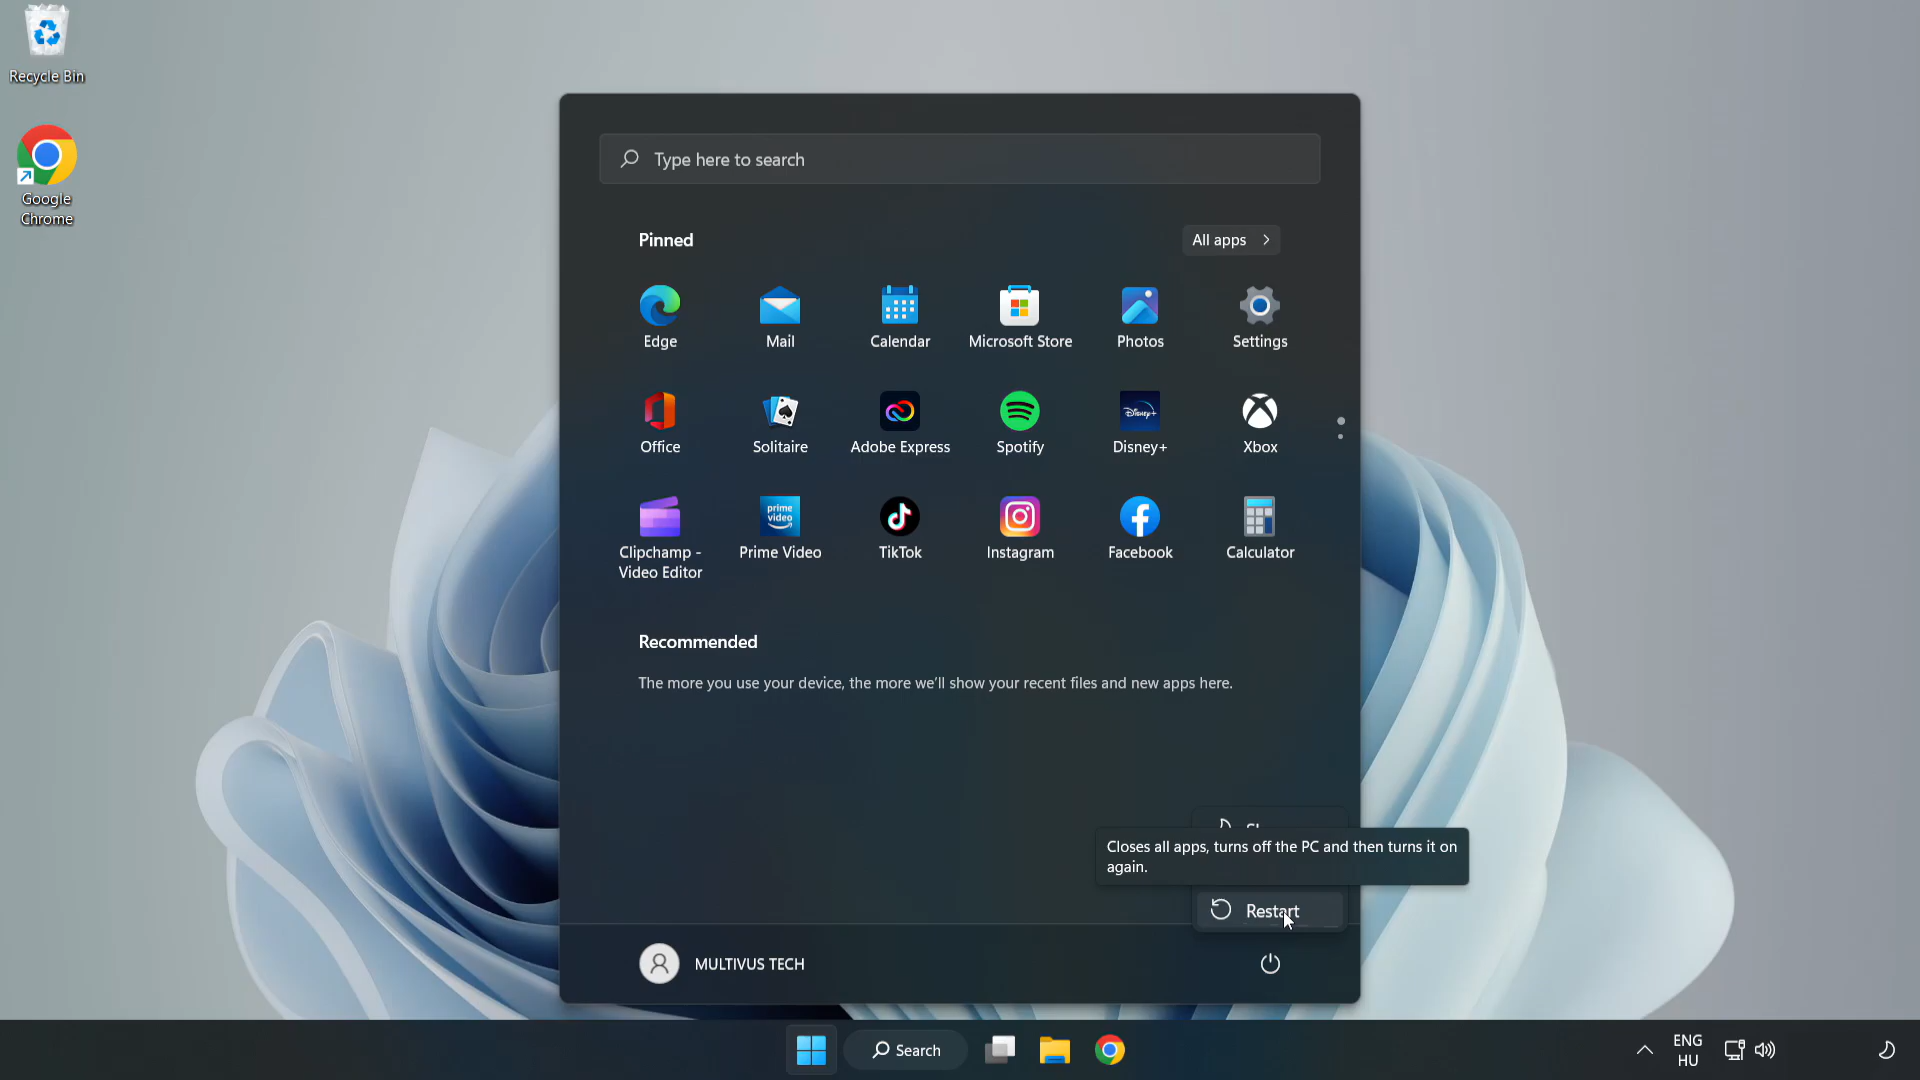 Recycle Bin
Google
Chrome
Type here to search
Pinned
All apps
Edge
Mail
Calendar
Microsoft Store
Photos
Settings
Office
Solitaire
Adobe Express
Disney+
Spotify
Disney+
Xbox
prime
video
Clipchamp -
Video Editor
Prime Video
TikTok
Instagram
Facebook
Calculator
Recommended
The more you use your device, the more we'll show your recent files and new apps here.
Closes all apps, turns off the PC and then turns it on
again.
Restart
MULTIVUS TECH
Search
ENG
HU